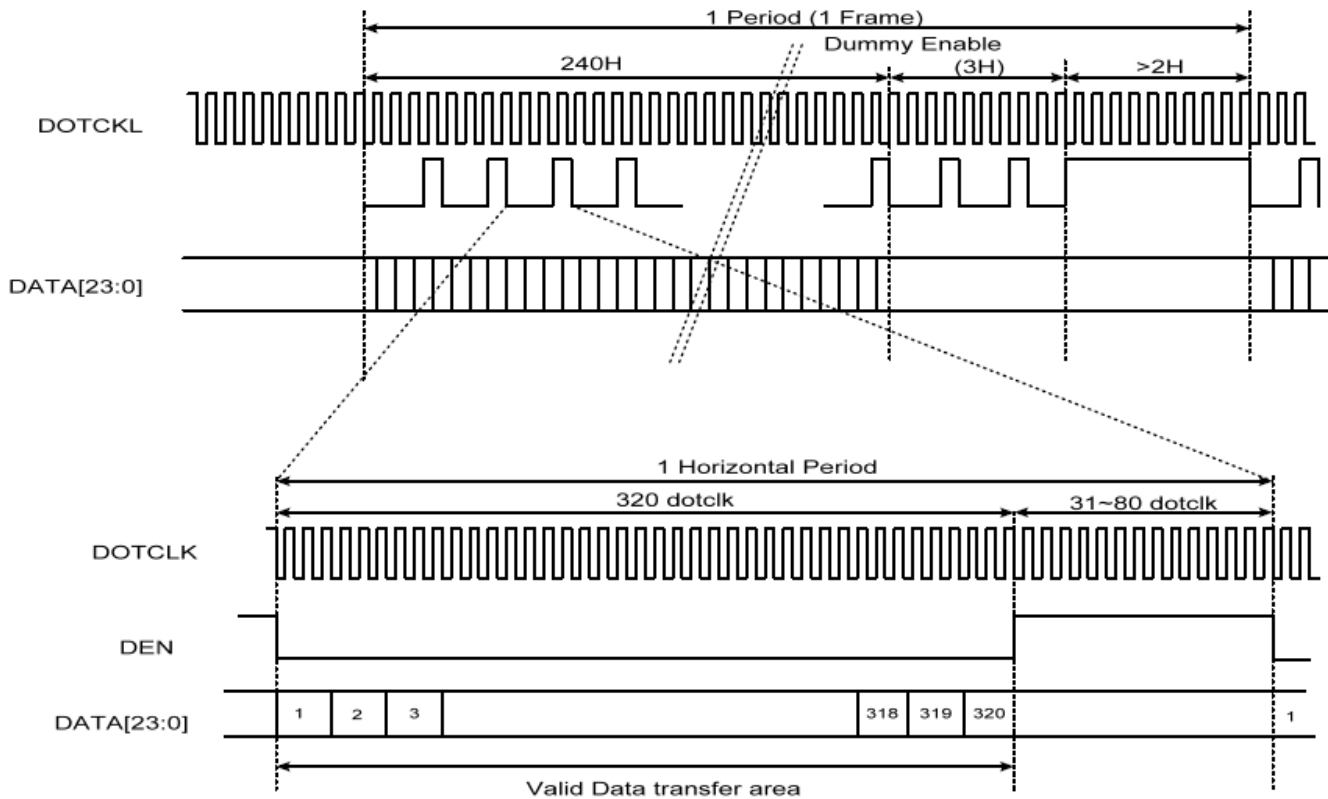 1 Period (1 Frame)
Dummy Enable
240H
(3H)
>2H
DOTCKL
DATA[23:0]
1 Horizontal Period
320 dotclk
31~80 dotclk
DOTCLK
DEN
DATA[23:0]
1
2
3
318
319
320
1
Valid Data transfer area